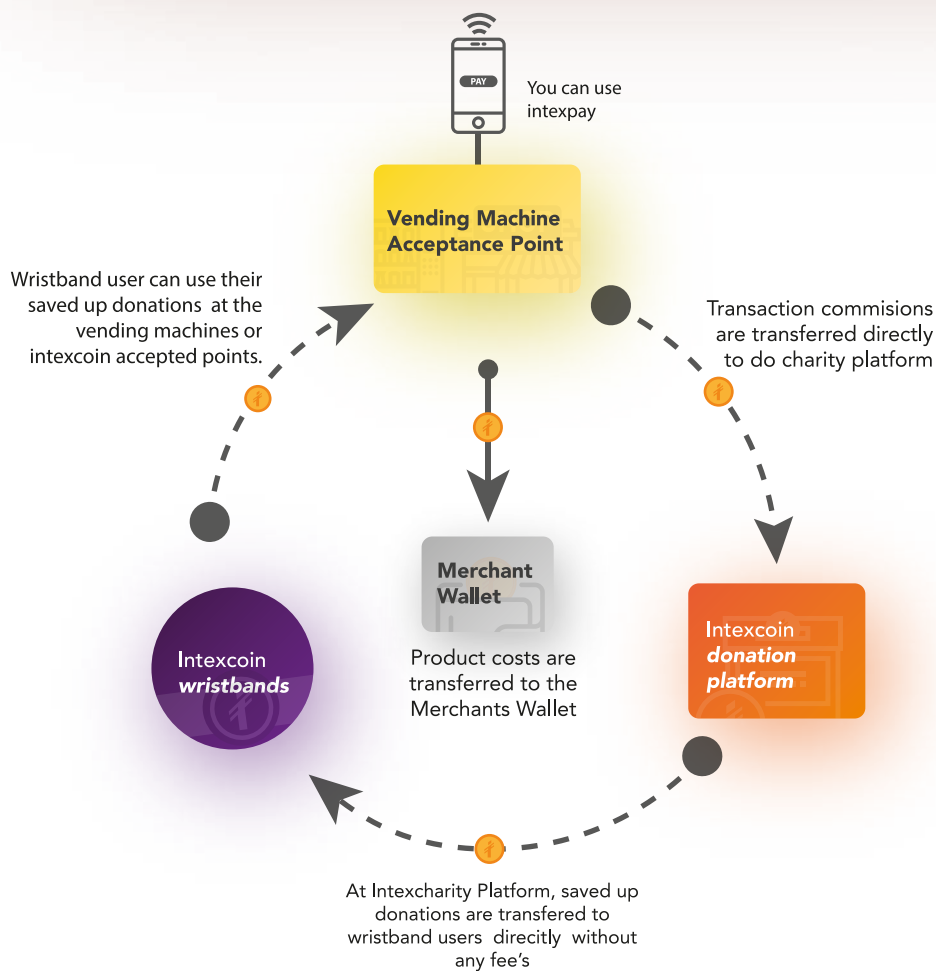 PAY
You can use
intexpay
Vending Machine
Acceptance Point
Wristband user can use their
saved up donations at the
vending machines or
intexcoin accepted points.
Transaction commisions
are transferred directly
to do charity platform
Merchant
Wallet
Product costs are
transferred to the
Merchants Wallet
Intexcoin
wristbands
Intexcoin
donation
platform
At Intexcharity Platform, saved up
donations are transfered to
wristband users direcitly without
any fee's